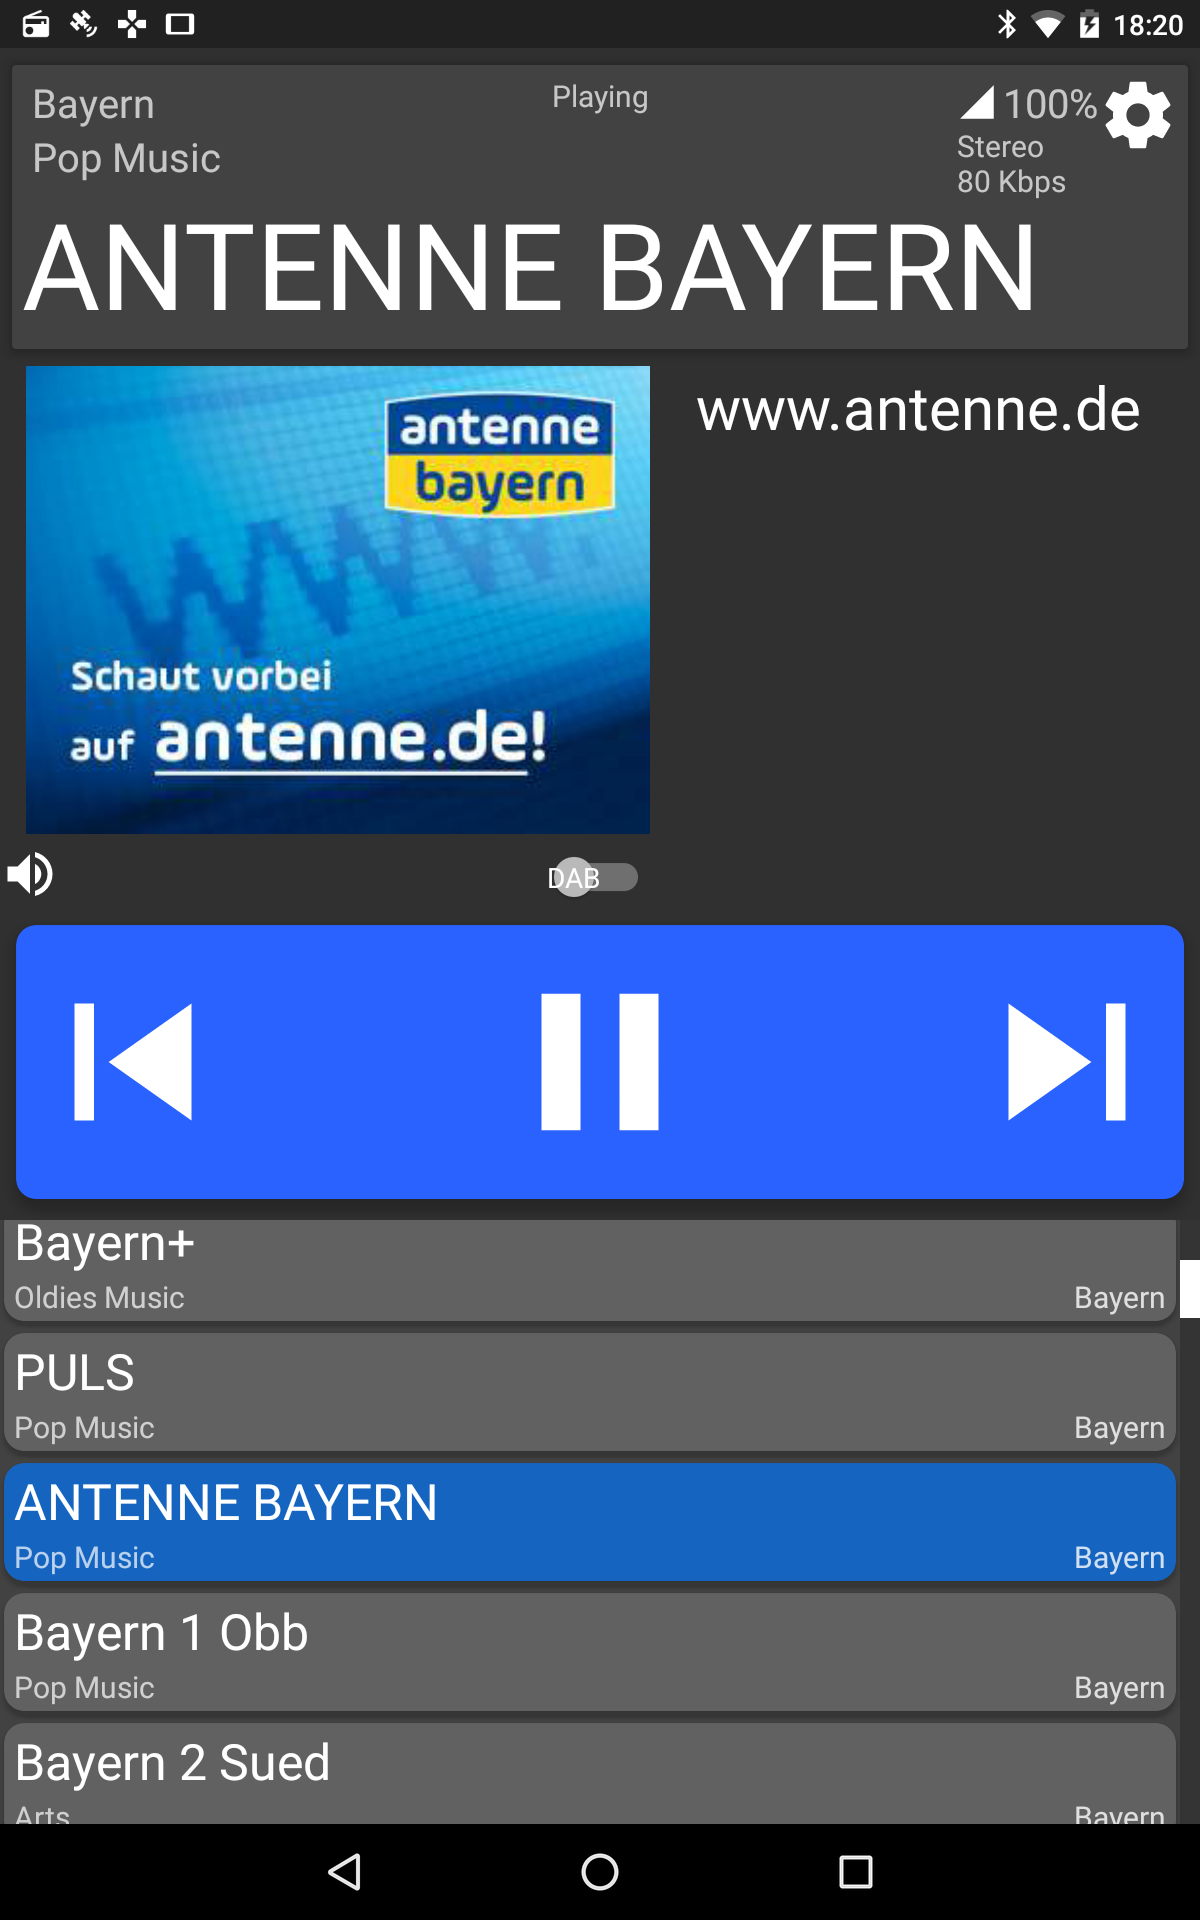 18:20
Bayern
Playing
100%
Pop Music
Stereo
80 Kbps
ANTENNE BAYERN
antenne
bayern
www.antenne.de
www.
Schaut vorbei
auf antenne.de!
DAB
Bayern+
Oldies Music
Bayern
PULS
Pop Music
Bayern
ANTENNE BAYERN
Pop Music
Bayern
Bayern 1 Obb
Pop Music
Bayern
Bayern 2 Sued
Arts
Bayern